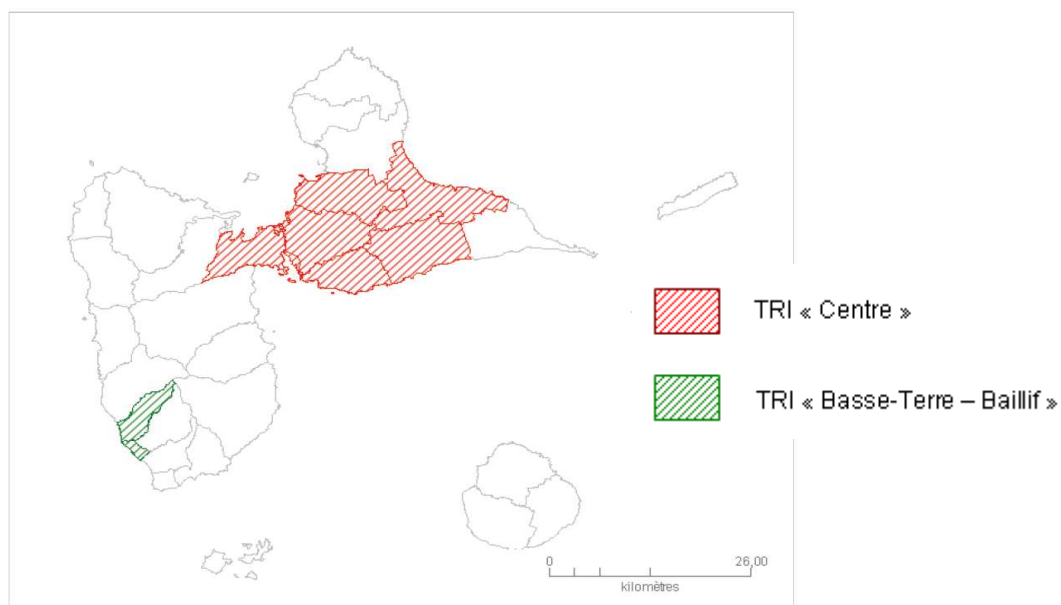 TRI « Centre »
TRI « Basse-Terre – Baillif »
0 26,00
kilomètres